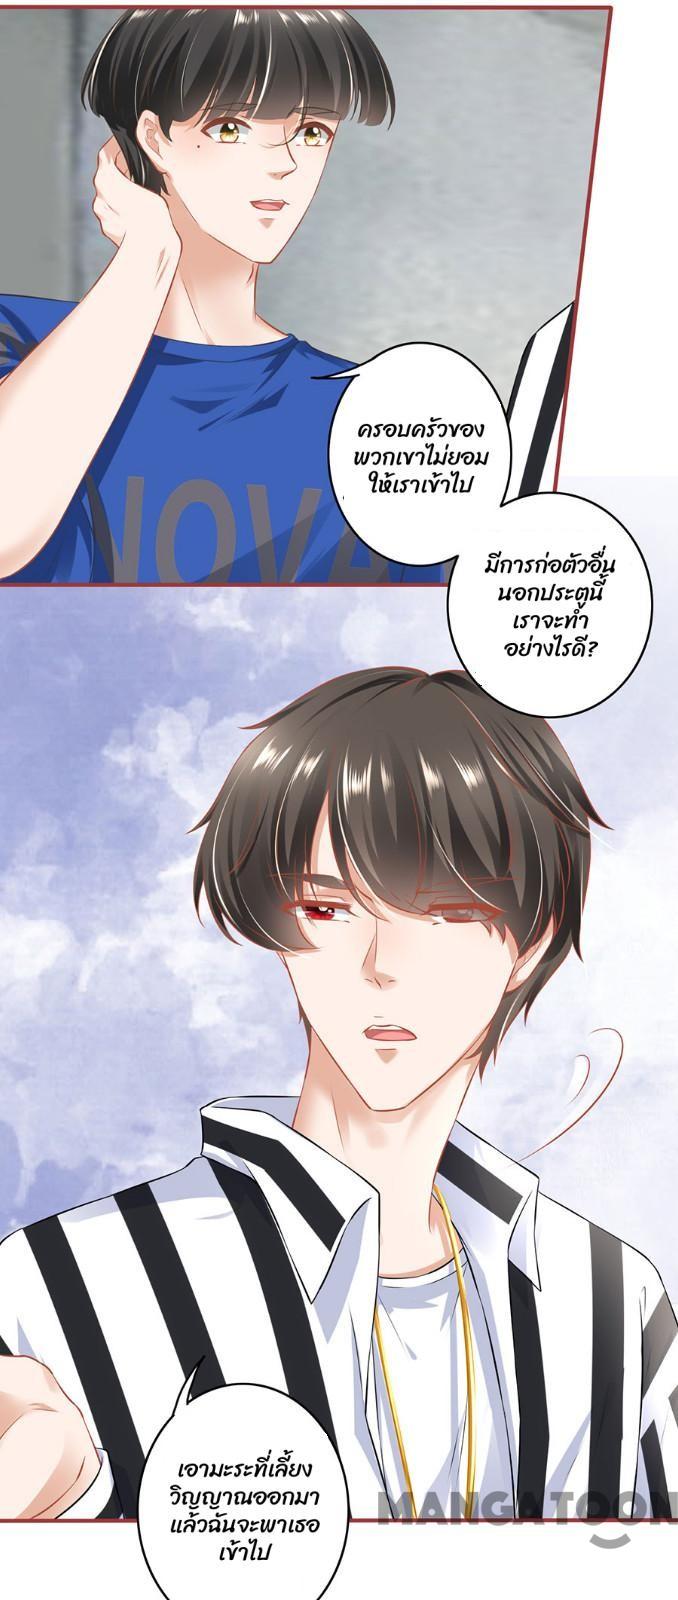 ครอบครัวของ
พวกเขาไม่ยอม
ให้เราเข้าไป
มีการก่อตัวอื่น
นอกประตูนี้
เราจะทำ
อย่างไรดี?
NOVA
เอามะระที่เลี้ยง
วิญญาณออกมา
แล้วฉันจะพาเธอ
เข้าไป
MANGATOON